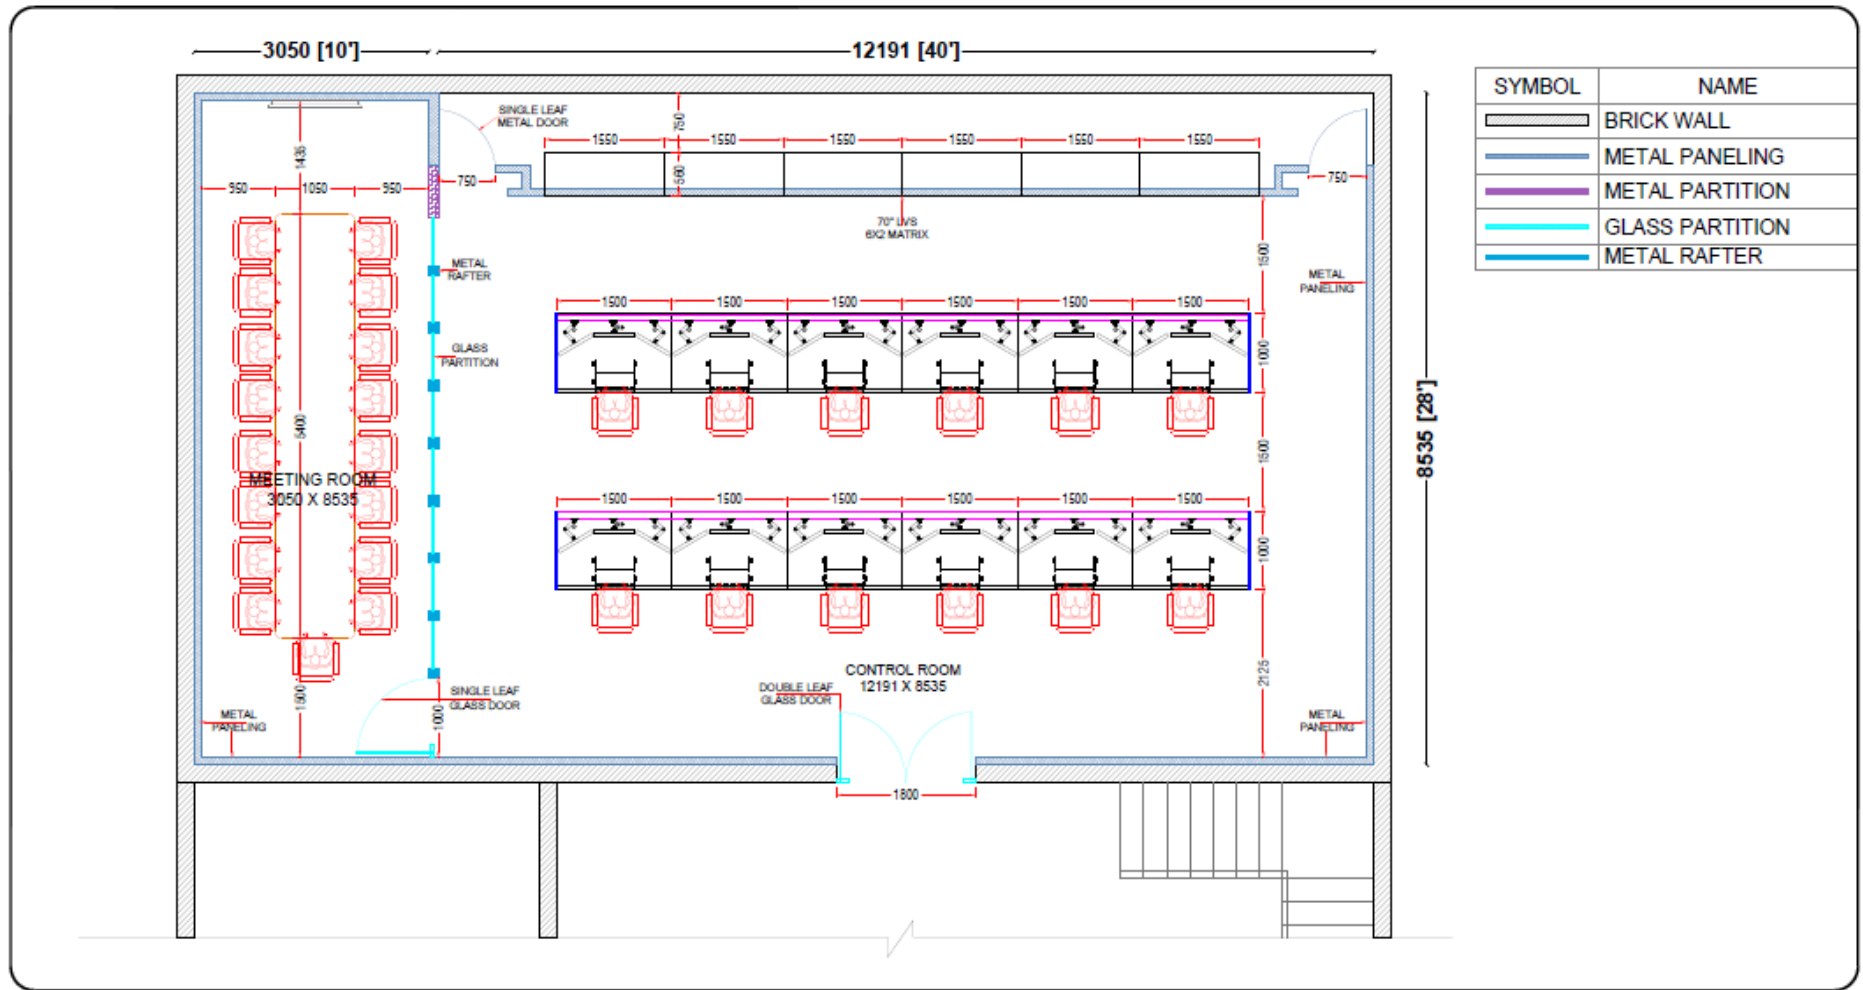 3050 [10']
12191 [40']
SYMBOL NAME
BRICK WALL
METAL PANELING
METAL PARTITION
GLASS PARTITION
METAL RAFTER
8535 [28']
SINGLE LEAF
METAL DOOR
750
1550 1550 1550 1550 1550 1550
560
750
750
1435
950 1050 950
70" LVS
6X2 MATRIX
METAL
RAFTER
1500
METAL
PANELING
1500 1500 1500 1500 1500 1500
GLASS
PARTITION
1000
5400
1500
MEETING ROOM
3050 X 8535
1500 1500 1500 1500 1500 1500
1000
CONTROL ROOM
12191 X 8535
2125
SINGLE LEAF
GLASS DOOR
DOUBLE LEAF
GLASS DOOR
1500
1000
METAL
PANELING
METAL
PANELING
1800